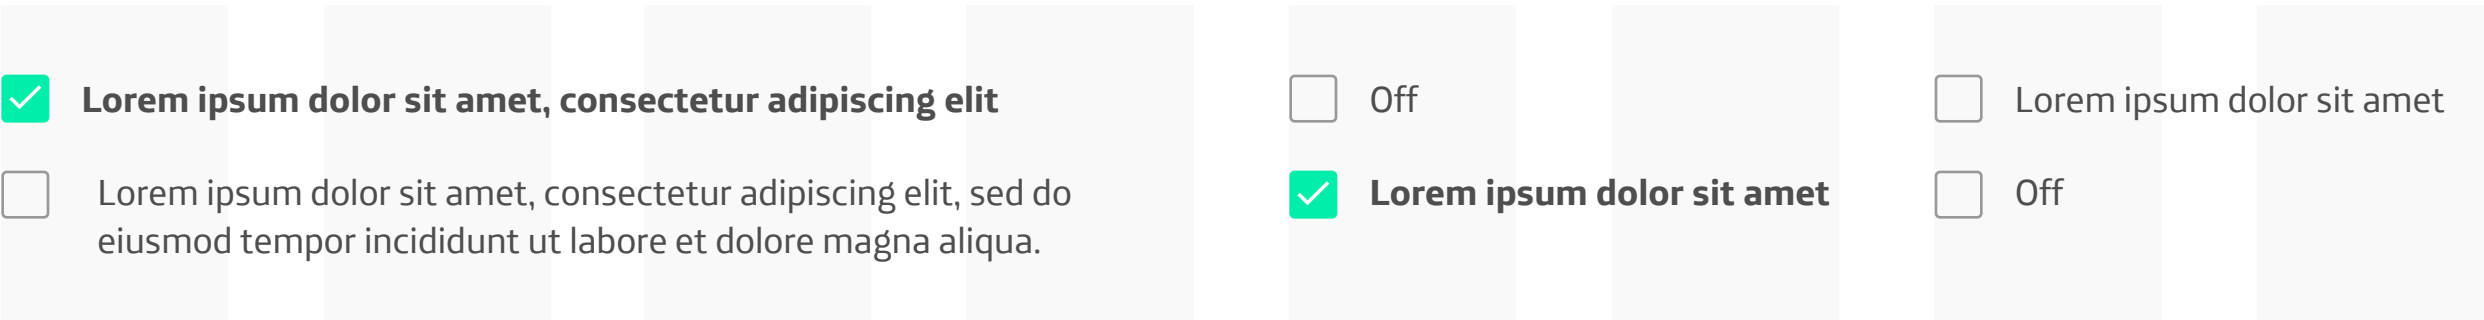 Lorem ipsum dolor sit amet, consectetur adipiscing elit
Lorem ipsum dolor sit amet, consectetur adipiscing elit, sed do
eiusmod tempor incididunt ut labore et dolore magna aliqua.
Off
Lorem ipsum dolor sit amet
Lorem ipsum dolor sit amet
Off